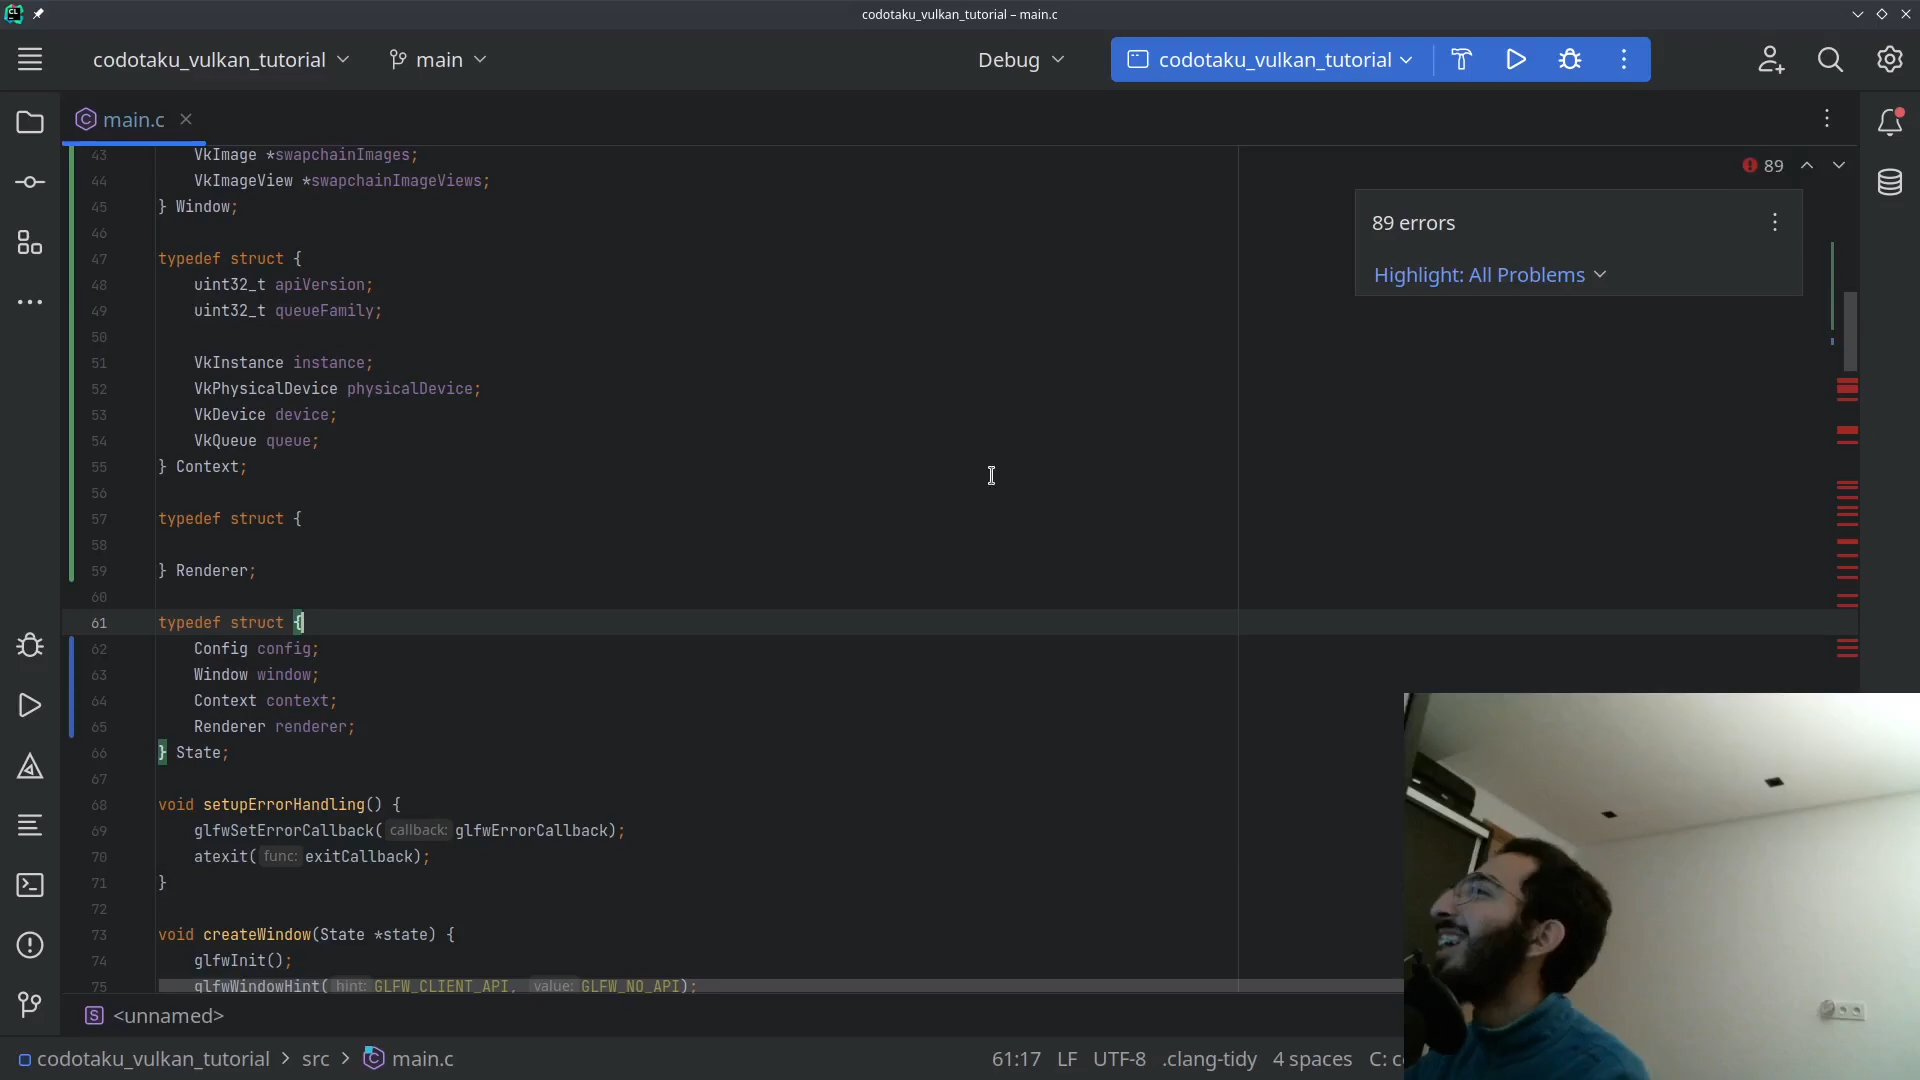 codotaku_vulkan_tutorial – main.c
codotaku_vulkan_tutorial
main
Debug
codotaku_vulkan_tutorial
main.c
89
89 errors
Highlight: All Problems
43 VkImage *swapchainImages;
44 VkImageView *swapchainImageViews;
45 } Window;
46
47 typedef struct {
48 uint32_t apiVersion;
49 uint32_t queueFamily;
50
51 VkInstance instance;
52 VkPhysicalDevice physicalDevice;
53 VkDevice device;
54 VkQueue queue;
55 } Context;
56
57 typedef struct {
58
59 } Renderer;
60
61 typedef struct {
62 Config config;
63 Window window;
64 Context context;
65 Renderer renderer;
66 } State;
67
68 void setupErrorHandling() {
69 glfwSetErrorCallback( callback: glfwErrorCallback);
70 atexit( func: exitCallback);
71 }
72
73 void createWindow(State *state) {
74 glfwInit();
75 glfwWindowHint( hint: GLFW_CLIENT_API, value: GLFW_NO_API);
S <unnamed>
codotaku_vulkan_tutorial > src > main.c
61:17 LF UTF-8 .clang-tidy 4 spaces C: